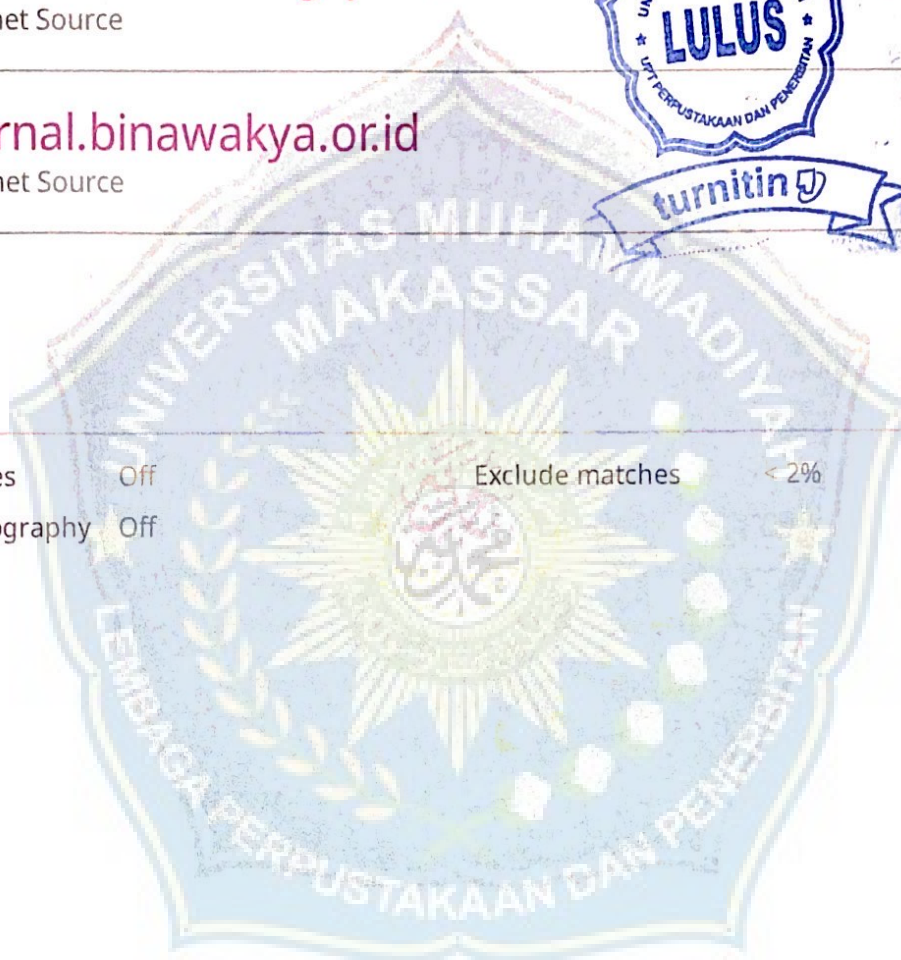 net Source
LULUS
UPT PERPUSTAKAAN DAN PENERBITAN
rnal.binawakya.or.id
net Source
turnitin
UNIVERSITAS MUHAMMADIYAH
MAKASSAR
es Off Exclude matches < 2%
ography Off
محمد
LEMBAGA PERPUSTAKAAN DAN PENERBITAN